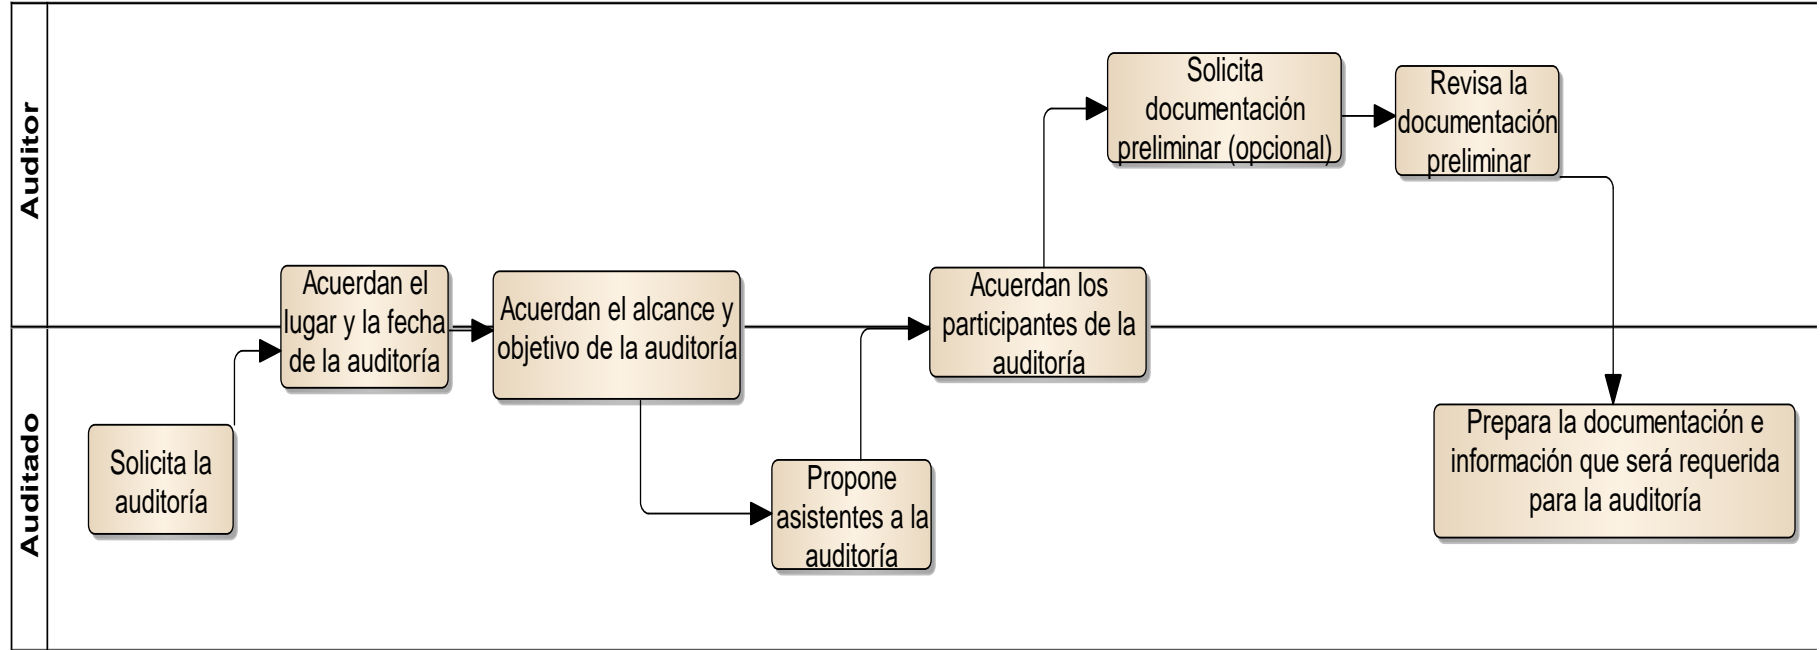 Auditor
Auditado
Solicita la
auditoría
Acuerdan el
lugar y la fecha
de la auditoría
Acuerdan el alcance y
objetivo de la auditoría
Propone
asistentes a la
auditoría
Acuerdan los
participantes de la
auditoría
Solicita
documentación
preliminar (opcional)
Revisa la
documentación
preliminar
Prepara la documentación e
información que será requerida
para la auditoría